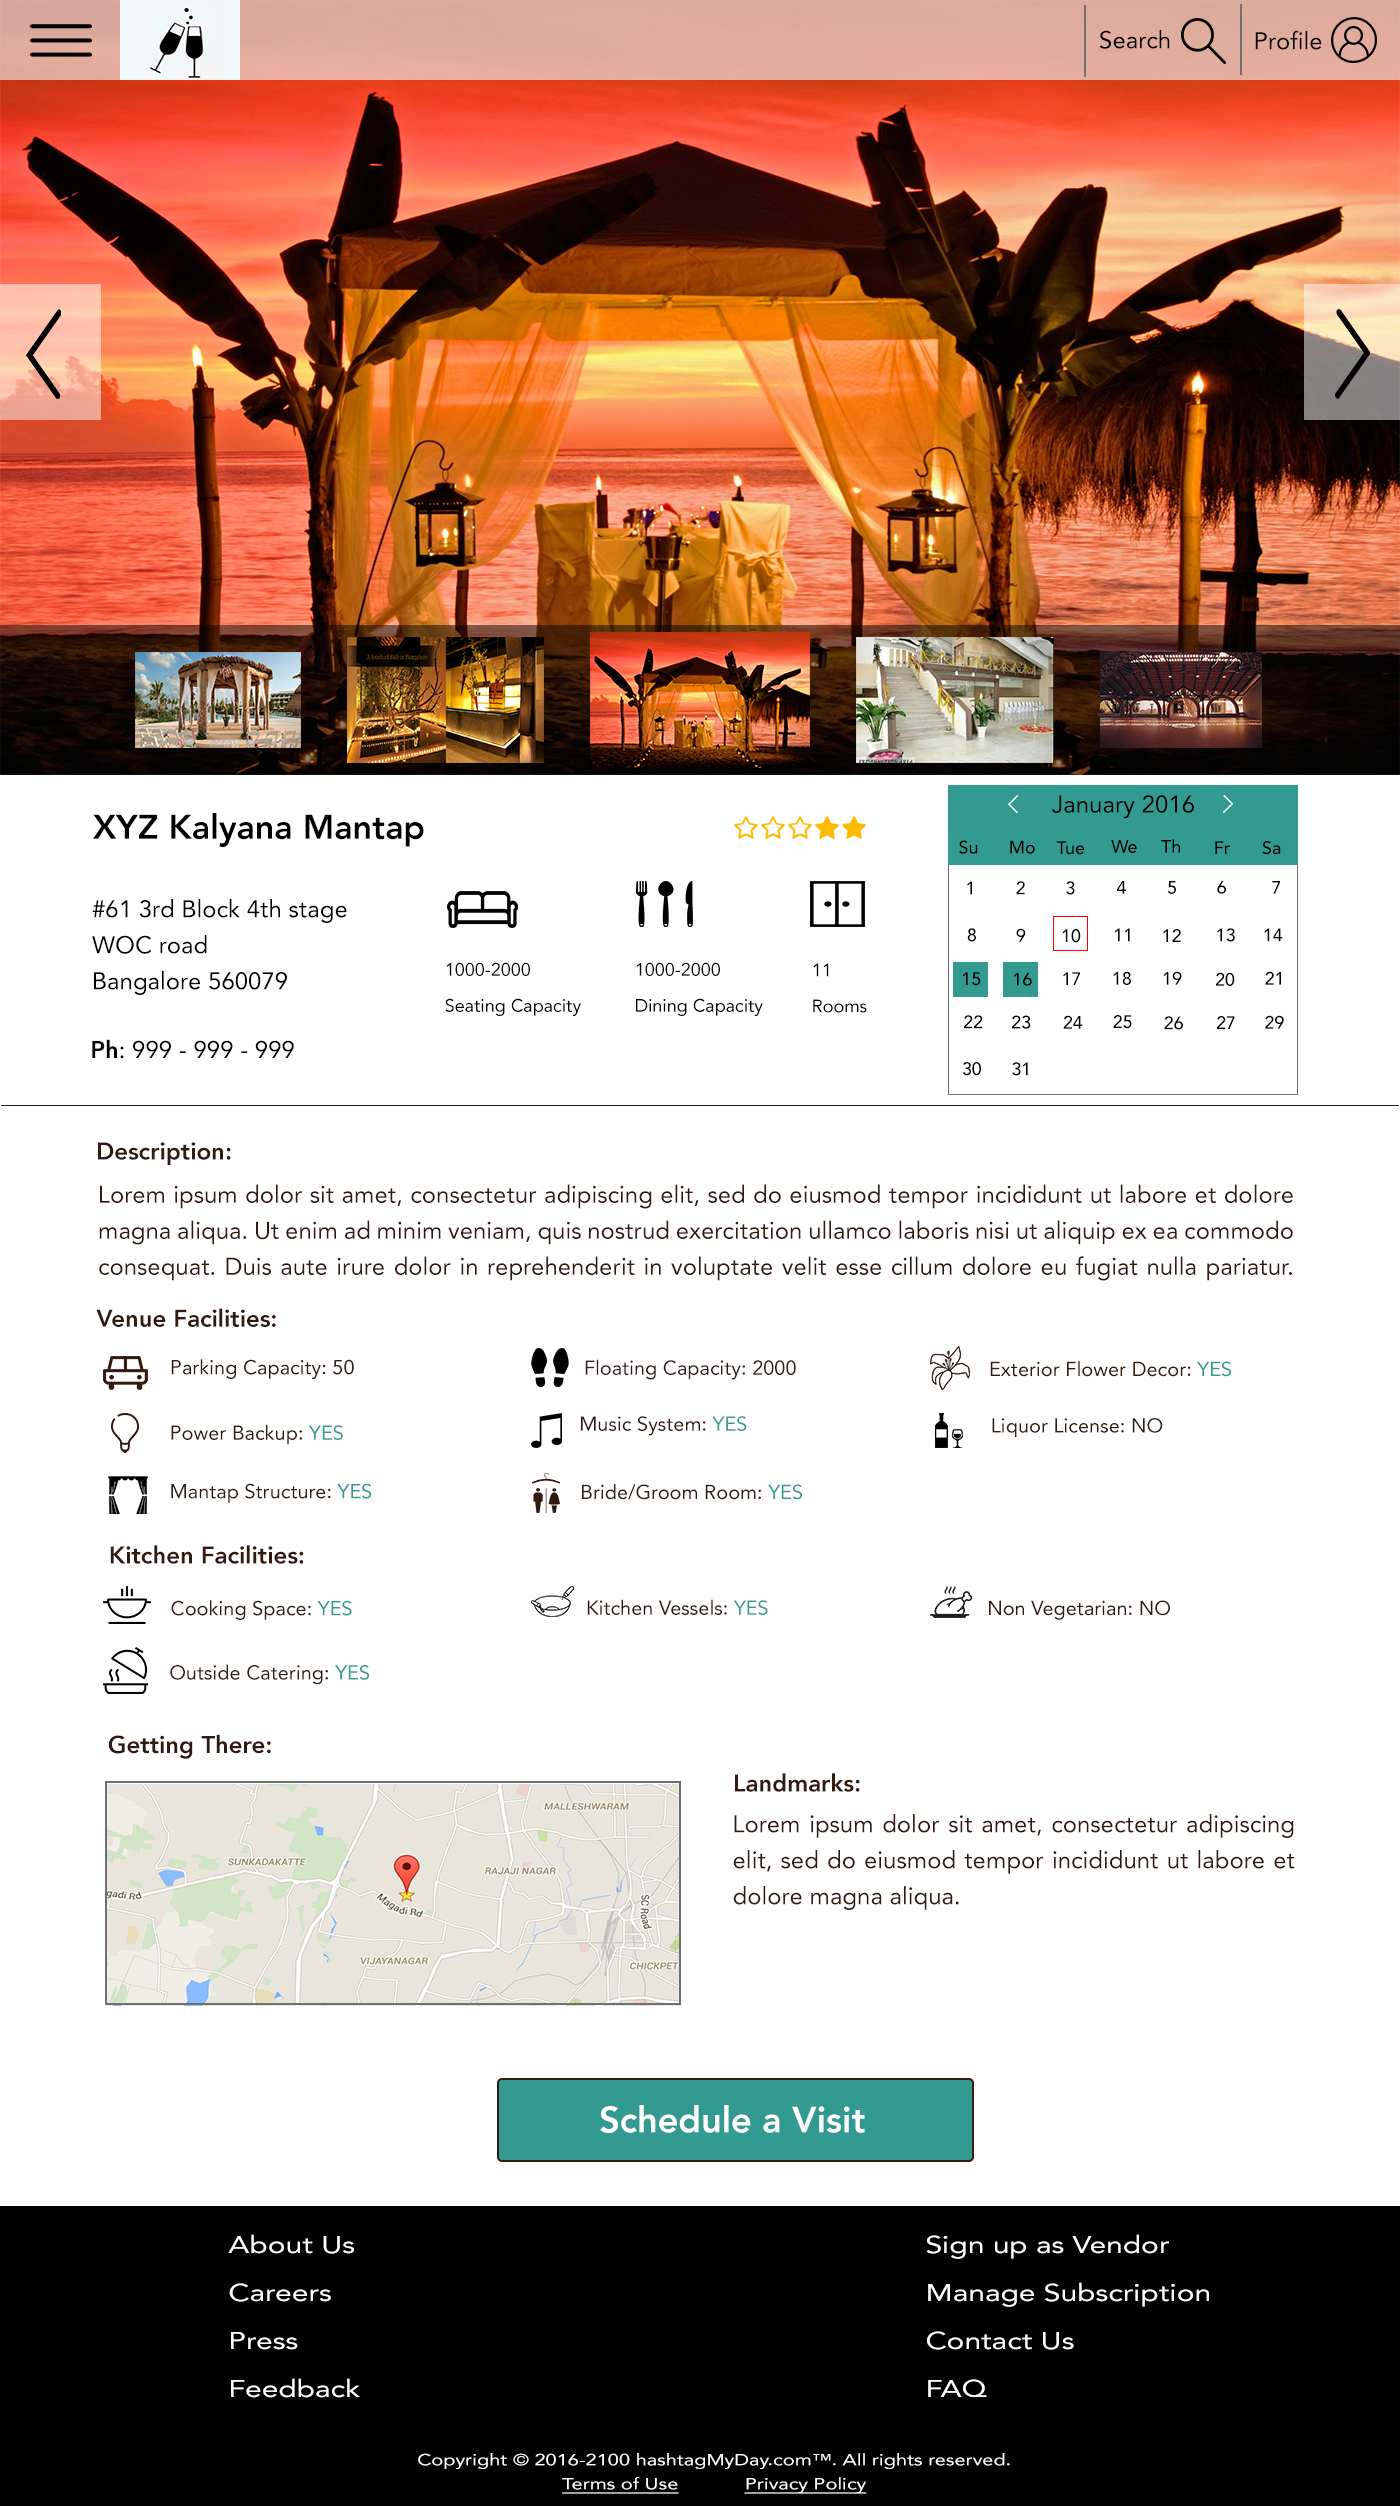 Search
Profile
XYZ Kalyana Mantap
#61 3rd Block 4th stage
WOC road
Bangalore 560079
Ph: 999 - 999 - 999
1000-2000
Seating Capacity
1000-2000
Dining Capacity
11
Rooms
January 2016
Su Mo Tue We Th Fr Sa
1 2 3 4 5 6 7
8 9 10 11 12 13 14
15 16 17 18 19 20 21
22 23 24 25 26 27 29
30 31
Description:
Lorem ipsum dolor sit amet, consectetur adipiscing elit, sed do eiusmod tempor incididunt ut labore et dolore
magna aliqua. Ut enim ad minim veniam, quis nostrud exercitation ullamco laboris nisi ut aliquip ex ea commodo
consequat. Duis aute irure dolor in reprehenderit in voluptate velit esse cillum dolore eu fugiat nulla pariatur.
Venue Facilities:
Parking Capacity: 50
Floating Capacity: 2000
Exterior Flower Decor: YES
Power Backup: YES
Music System: YES
Liquor License: NO
Mantap Structure: YES
Bride/Groom Room: YES
Kitchen Facilities:
Cooking Space: YES
Kitchen Vessels: YES
Non Vegetarian: NO
Outside Catering: YES
Getting There:
MALLESHWARAM
SUNKADAKATTE
RAJAJI NAGAR
gadi Rd
Magadi Rd
SC Road
VIJAYANAGAR
CHICKPET
Landmarks:
Lorem ipsum dolor sit amet, consectetur adipiscing
elit, sed do eiusmod tempor incididunt ut labore et
dolore magna aliqua.
Schedule a Visit
About Us
Careers
Press
Feedback
Sign up as Vendor
Manage Subscription
Contact Us
FAQ
Copyright © 2016-2100 hashtagMyDay.com™. All rights reserved.
Terms of Use
Privacy Policy